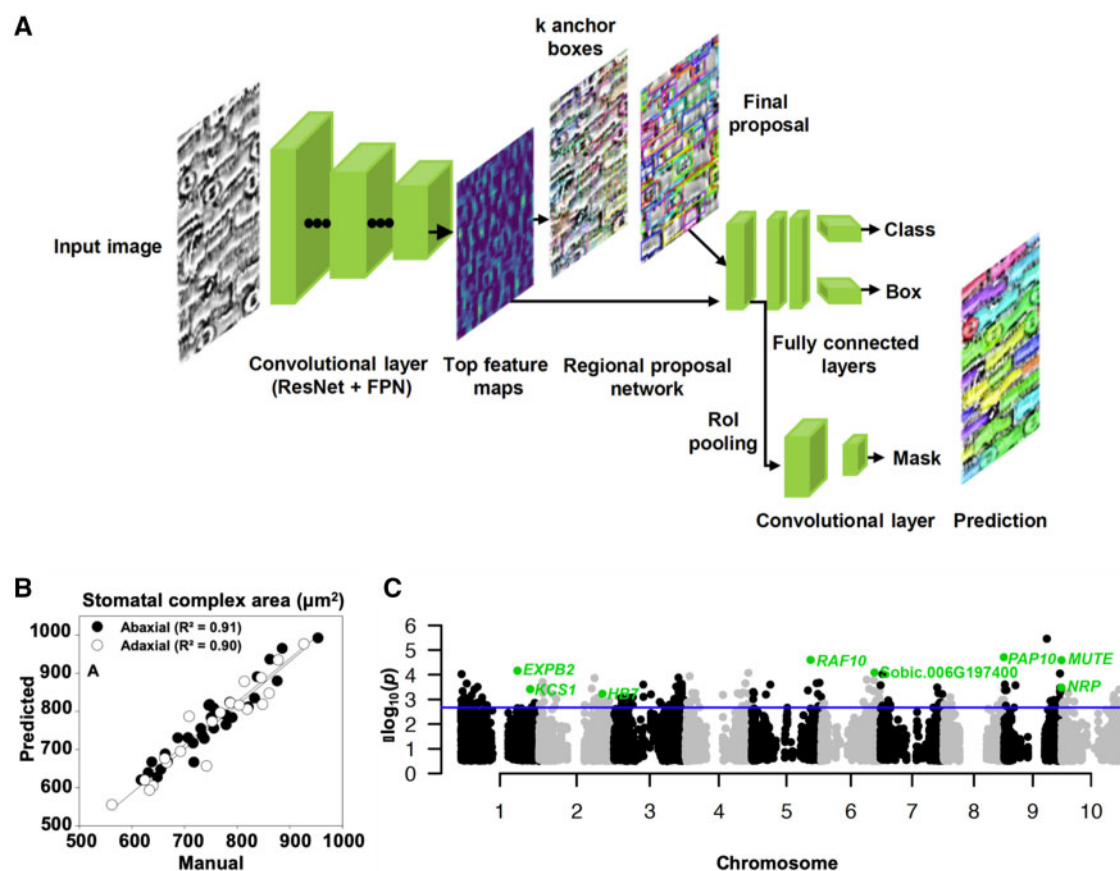 A
k anchor
boxes
Final
proposal
Input image
Class
Box
Convolutional layer
(ResNet + FPN)
Top feature
maps
Regional proposal
network
Fully connected
layers
RoI
pooling
Mask
Convolutional layer
Prediction
B
Stomatal complex area (µm²)
Abaxial (R² = 0.91)
Adaxial (R² = 0.90)
A
Predicted
1000
900
800
700
600
500
500 600 700 800 900 1000
Manual
C
▯log₁₀(p)
6
5
4
3
2
1
0
EXPB2
KCS1
HB7
RAF10
Sobic.006G197400
PAP10
MUTE
NRP
1 2 3 4 5 6 7 8 9 10
Chromosome